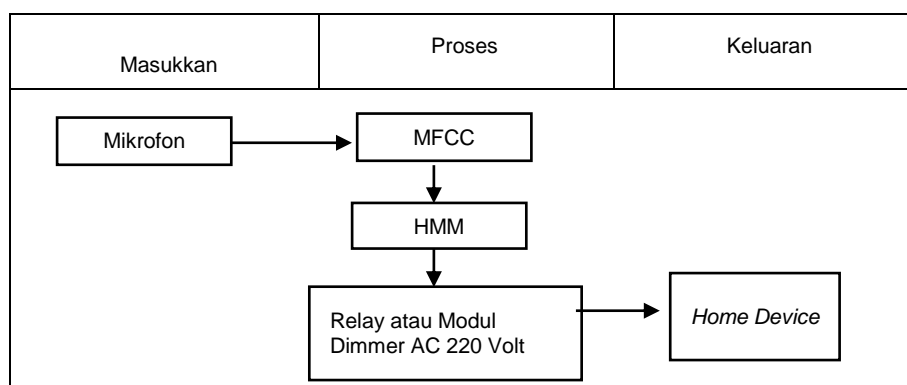 Masukkan
Proses
Keluaran
Mikrofon
MFCC
HMM
Relay atau Modul
Dimmer AC 220 Volt
Home Device